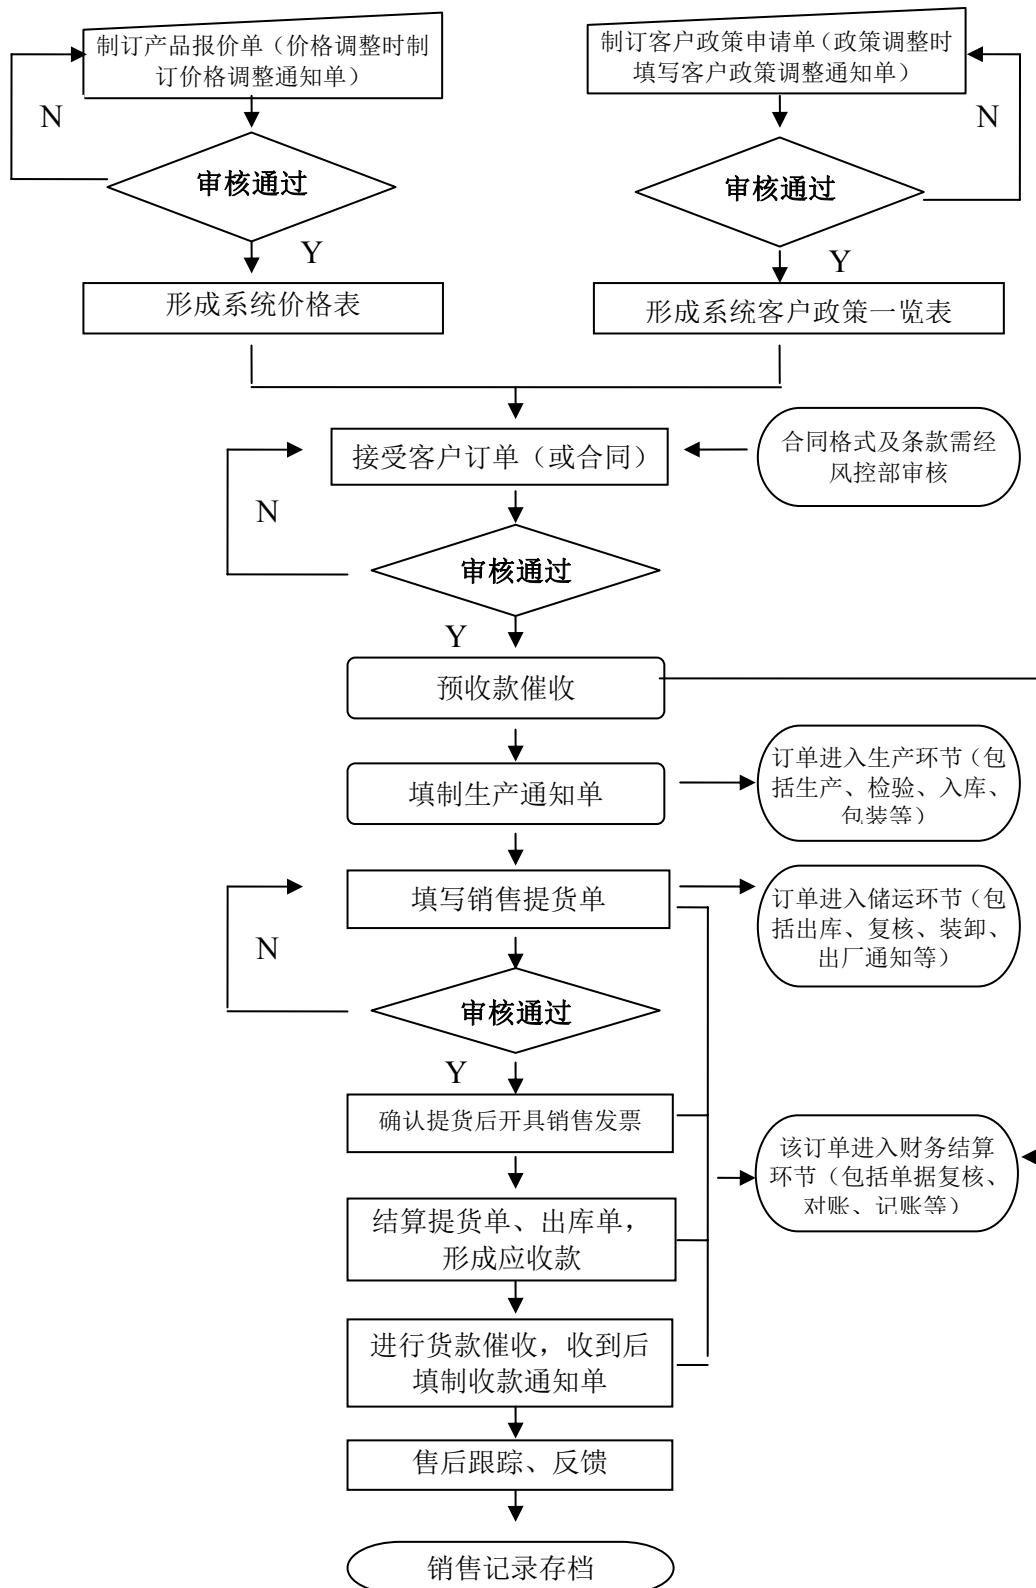 制订产品报价单（价格调整时制
订价格调整通知单）
制订客户政策申请单（政策调整时
填写客户政策调整通知单）
N
N
审核通过
审核通过
Y
Y
形成系统价格表
形成系统客户政策一览表
接受客户订单（或合同）
合同格式及条款需经
风控部审核
N
审核通过
Y
预收款催收
填制生产通知单
订单进入生产环节（包
括生产、检验、入库、
包装等）
填写销售提货单
订单进入储运环节（包
括出库、复核、装卸、
出厂通知等）
N
审核通过
Y
确认提货后开具销售发票
该订单进入财务结算
环节（包括单据复核、
对账、记账等）
结算提货单、出库单，
形成应收款
进行货款催收，收到后
填制收款通知单
售后跟踪、反馈
销售记录存档